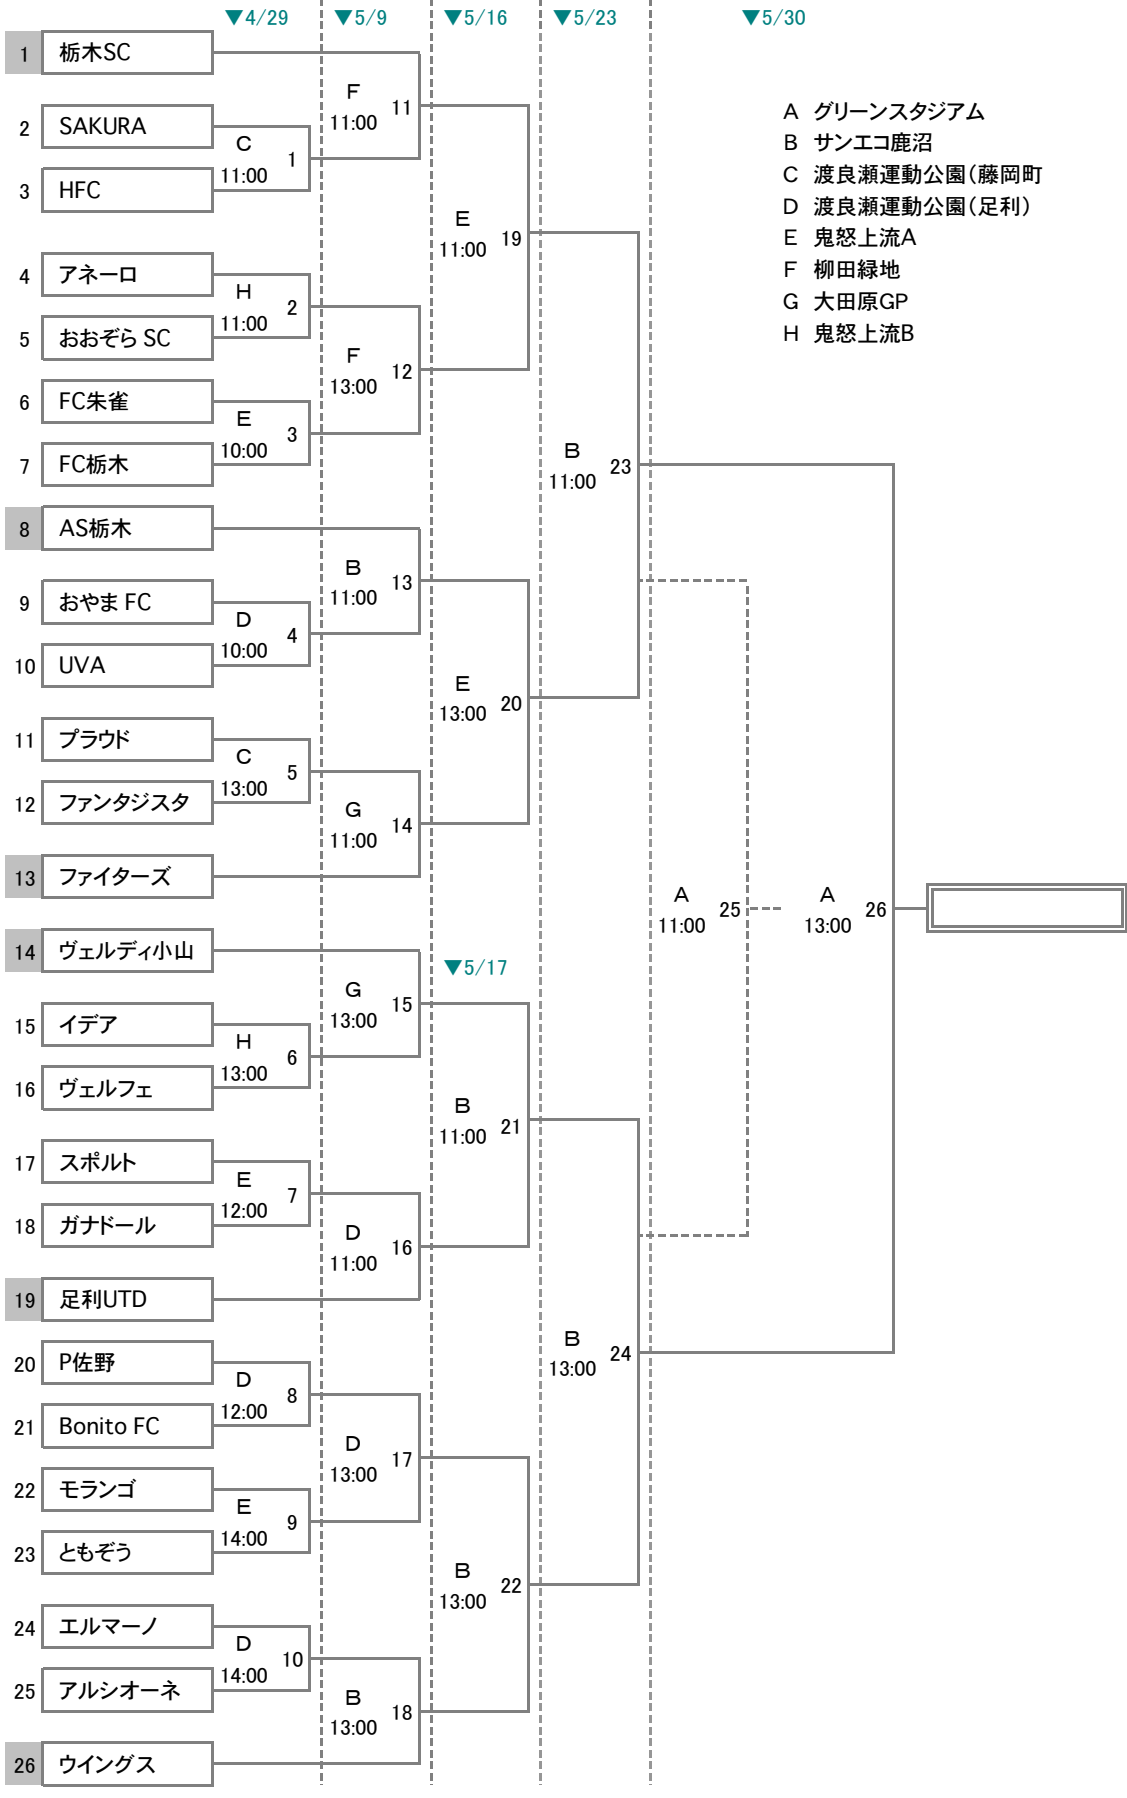 ▼4/29 ▼5/9 ▼5/16 ▼5/23 ▼5/30
1 栃木SC
F
11:00 11
2 SAKURA
C
11:00 1
3 HFC
A グリーンスタジアム
B サンエコ鹿沼
C 渡良瀬運動公園(藤岡町
D 渡良瀬運動公園(足利)
E 鬼怒上流A
F 柳田緑地
G 大田原GP
H 鬼怒上流B
E
11:00 19
4 アネーロ
H
11:00 2
5 おおぞら SC
F
13:00 12
6 FC朱雀
E
10:00 3
7 FC栃木
B
11:00 23
8 AS栃木
B
11:00 13
9 おやま FC
D
10:00 4
10 UVA
E
13:00 20
11 プラウド
C
13:00 5
12 ファンタジスタ
G
11:00 14
13 ファイターズ
A
11:00 25
A
13:00 26
14 ヴェルディ小山
▼5/17
G
13:00 15
15 イデア
H
13:00 6
16 ヴェルフェ
B
11:00 21
17 スポルト
E
12:00 7
18 ガナドール
D
11:00 16
19 足利UTD
B
13:00 24
20 P佐野
D
12:00 8
21 Bonito FC
D
13:00 17
22 モランゴ
E
14:00 9
23 ともぞう
B
13:00 22
24 エルマーノ
D
14:00 10
25 アルシオーネ
B
13:00 18
26 ウイングス